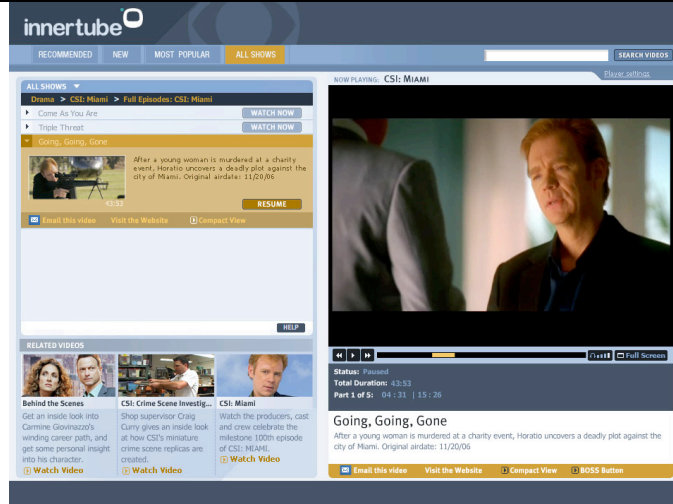 innertube
RECOMMENDED NEW MOST POPULAR ALL SHOWS
SEARCH VIDEOS
Player settings
ALL SHOWS
Drama > CSI: Miami > Full Episodes: CSI: Miami
Come As You Are WATCH NOW
Triple Threat WATCH NOW
Going, Going, Gone
After a young woman is murdered at a charity
event, Horatio uncovers a deadly plot against the
city of Miami. Original airdate: 11/20/06
43:53
RESUME
Email this video Visit the Website Compact View
HELP
RELATED VIDEOS
Behind the Scenes
Get an inside look into
Carmine Giovinazzo's
winding career path, and
get some personal insight
into his character.
Watch Video
CSI: Crime Scene Investig...
Shop supervisor Craig
Curry gives an inside look
at how CSI's miniature
crime scene replicas are
created.
Watch Video
CSI: Miami
Watch the producers, cast
and crew celebrate the
milestone 100th episode
of CSI: MIAMI.
Watch Video
NOW PLAYING: CSI: MIAMI
Full Screen
Status: Paused
Total Duration: 43:53
Part 1 of 5: 04:31 | 15:26
Going, Going, Gone
After a young woman is murdered at a charity event, Horatio uncovers a deadly plot against the
city of Miami. Original airdate: 11/20/06
Email this video Visit the Website Compact View BOSS Button